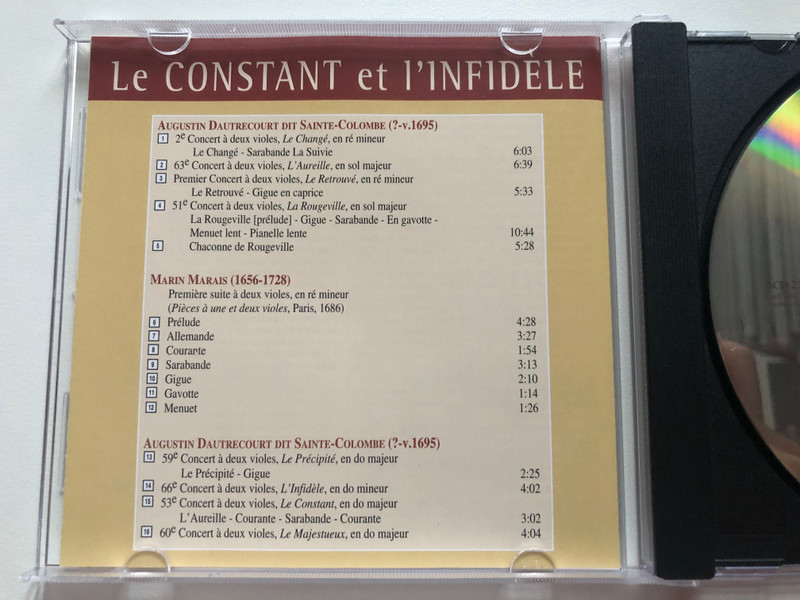 Le CONSTANT et l'INFIDÈLE
AUGUSTIN DAUTRECOURT DIT SAINTE-COLOMBE (?-v.1695)
1 2e Concert à deux violes, Le Changé, en ré mineur
Le Changé - Sarabande La Suivie 6:03
2 63e Concert à deux violes, L'Aureille, en sol majeur 6:39
3 Premier Concert à deux violes, Le Retrouvé, en ré mineur
Le Retrouvé - Gigue en caprice 5:33
4 51e Concert à deux violes, La Rougeville, en sol majeur
La Rougeville [prélude] - Gigue - Sarabande - En gavotte -
Menuet lent - Pianelle lente 10:44
5 Chaconne de Rougeville 5:28
MARIN MARAIS (1656-1728)
Première suite à deux violes, en ré mineur
(Pièces à une et deux violes, Paris, 1686)
6 Prélude 4:28
7 Allemande 3:27
8 Courante 1:54
9 Sarabande 3:13
10 Gigue 2:10
11 Gavotte 1:14
12 Menuet 1:26
AUGUSTIN DAUTRECOURT DIT SAINTE-COLOMBE (?-v.1695)
13 59e Concert à deux violes, Le Précipité, en do majeur
Le Précipité - Gigue 2:25
14 66e Concert à deux violes, L'Infidèle, en do mineur 4:02
15 53e Concert à deux violes, Le Constant, en do majeur
L'Aureille - Courante - Sarabande - Courante 3:02
16 60e Concert à deux violes, Le Majestueux, en do majeur 4:04